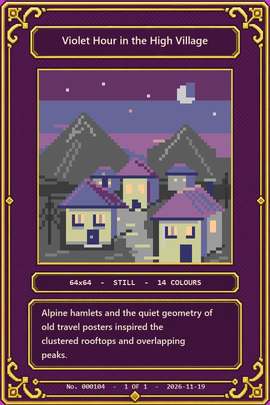 Violet Hour in the High Village
64x64 - STILL - 14 COLOURS
Alpine hamlets and the quiet geometry of
old travel posters inspired the
clustered rooftops and overlapping
peaks.
No. 000104 - 1 OF 1 - 2026-11-19